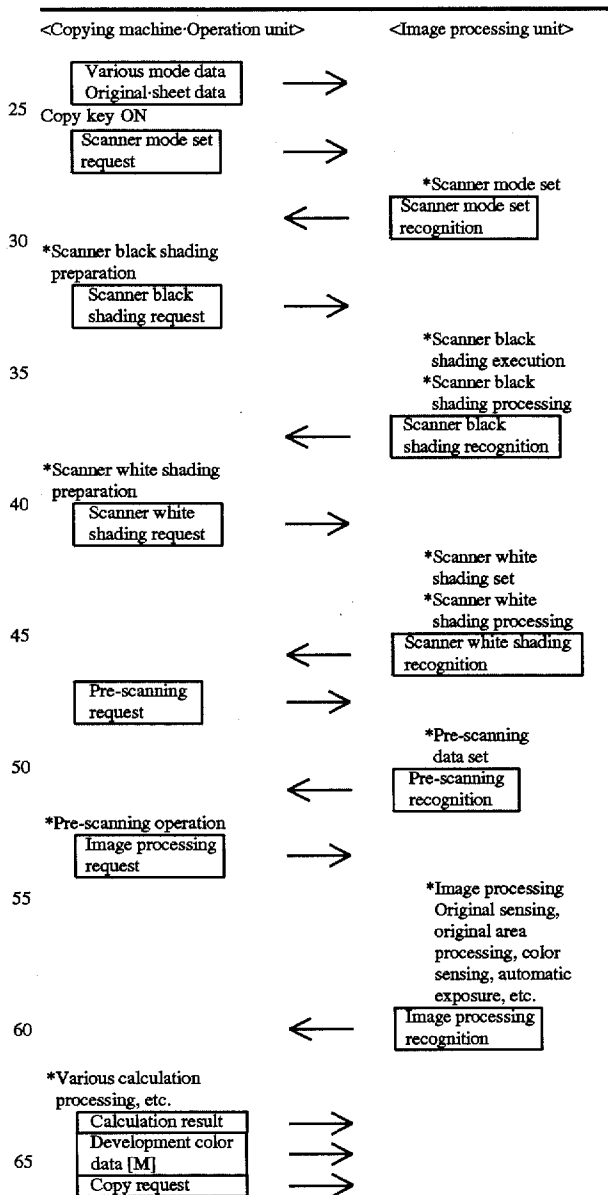 <Copying machine·Operation unit> <Image processing unit>
Various mode data
Original·sheet data
25
Copy key ON
Scanner mode set
request
*Scanner mode set
Scanner mode set
recognition
30
*Scanner black shading
preparation
Scanner black
shading request
*Scanner black
shading execution
35
*Scanner black
shading processing
Scanner black
shading recognition
*Scanner white shading
preparation
40
Scanner white
shading request
*Scanner white
shading set
*Scanner white
shading processing
45
Scanner white shading
recognition
Pre-scanning
request
*Pre-scanning
data set
50
Pre-scanning
recognition
*Pre-scanning operation
Image processing
request
55
*Image processing
Original sensing,
original area
processing, color
sensing, automatic
exposure, etc.
60
Image processing
recognition
*Various calculation
processing, etc.
Calculation result
Development color
65
data [M]
Copy request